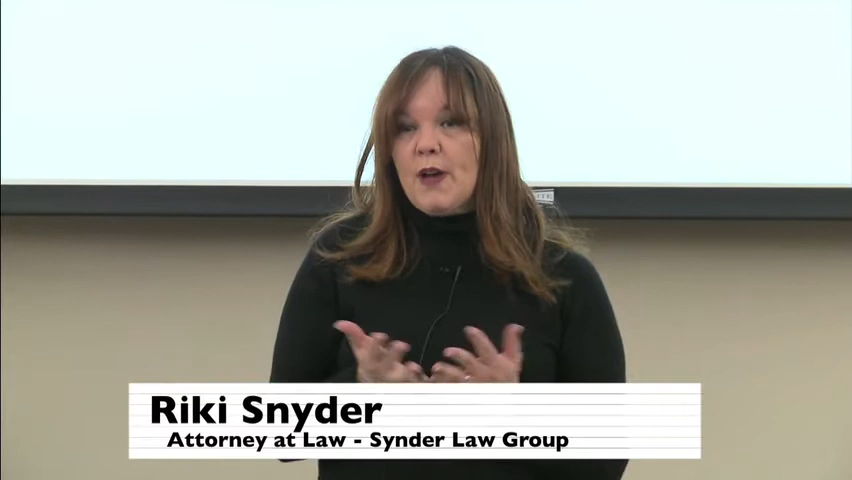 Riki Snyder
Attorney at Law - Synder Law Group